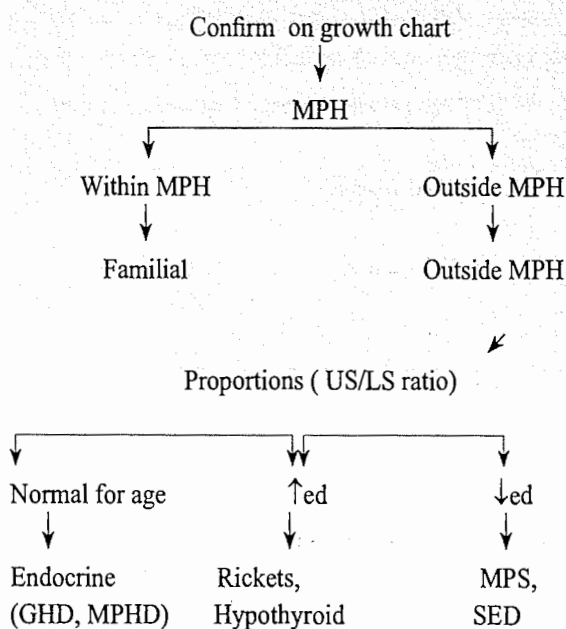 Confirm on growth chart
MPH
Within MPH Outside MPH
Familial Outside MPH
Proportions ( US/LS ratio)
Normal for age ↑ed ↓ed
Endocrine Rickets, MPS,
(GHD, MPHD) Hypothyroid SED